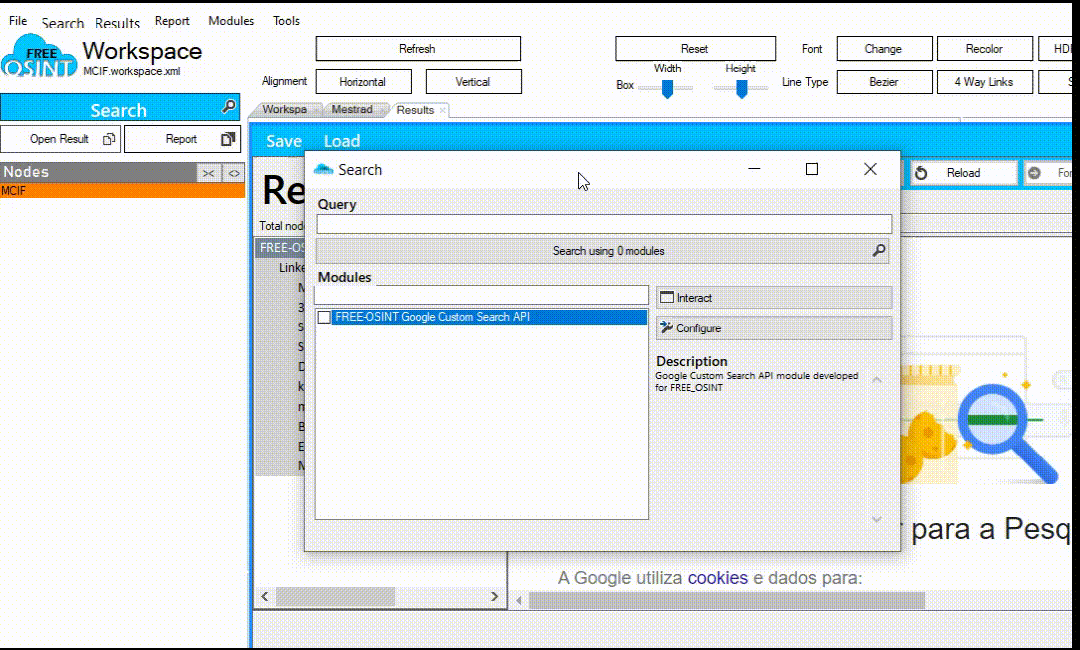 File Search Results Report Modules Tools
FREE
OSINT
Workspace
MCIF.workspace.xml
Refresh
Reset
Font
Change
Recolor
Alignment
Horizontal
Vertical
Box
Width
Height
Line Type
Bezier
4 Way Links
Search
Workspa
Mestrad
Results
Open Result
Report
Save Load
Nodes
><
<>
MCIF
Search
Reload
Query
Total nod
Search using 0 modules
FREE-OS
Linke
Modules
Interact
FREE-OSINT Google Custom Search API
Configure
Description
Google Custom Search API module developed
for FREE_OSINT
para a Pesq
A Google utiliza cookies e dados para: